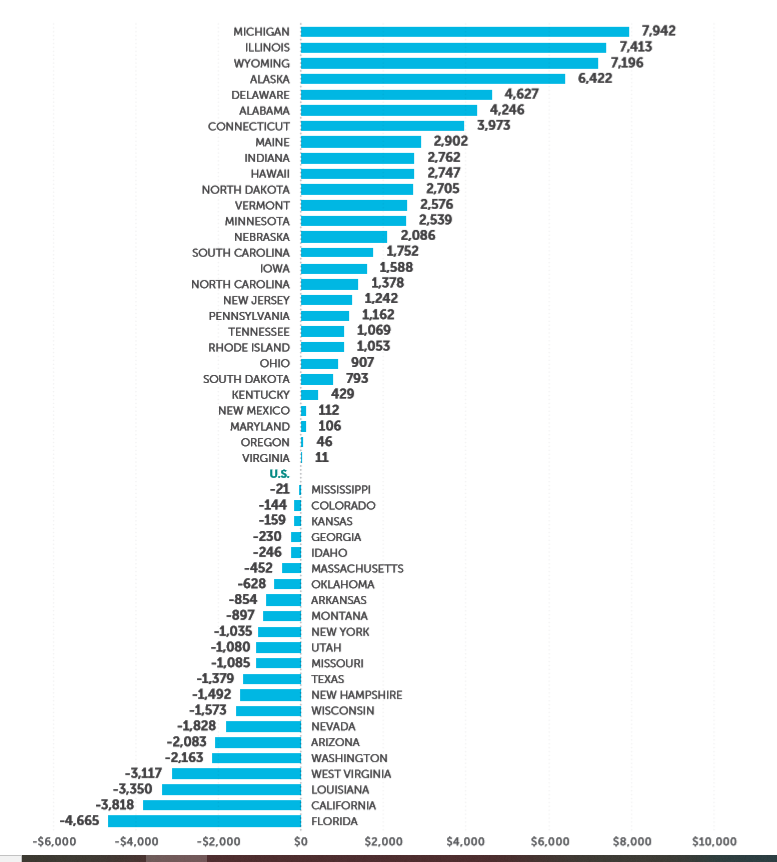 MICHIGAN 7,942
ILLINOIS 7,413
WYOMING 7,196
ALASKA 6,422
DELAWARE 4,627
ALABAMA 4,246
CONNECTICUT 3,973
MAINE 2,902
INDIANA 2,762
HAWAII 2,747
NORTH DAKOTA 2,705
VERMONT 2,576
MINNESOTA 2,539
NEBRASKA 2,086
SOUTH CAROLINA 1,752
IOWA 1,588
NORTH CAROLINA 1,378
NEW JERSEY 1,242
PENNSYLVANIA 1,162
TENNESSEE 1,069
RHODE ISLAND 1,053
OHIO 907
SOUTH DAKOTA 793
KENTUCKY 429
NEW MEXICO 112
MARYLAND 106
OREGON 46
VIRGINIA 11
U.S.
-21 MISSISSIPPI
-144 COLORADO
-159 KANSAS
-230 GEORGIA
-246 IDAHO
-452 MASSACHUSETTS
-628 OKLAHOMA
-854 ARKANSAS
-897 MONTANA
-1,035 NEW YORK
-1,080 UTAH
-1,085 MISSOURI
-1,379 TEXAS
-1,492 NEW HAMPSHIRE
-1,573 WISCONSIN
-1,828 NEVADA
-2,083 ARIZONA
-2,163 WASHINGTON
-3,117 WEST VIRGINIA
-3,350 LOUISIANA
-3,818 CALIFORNIA
-4,665 FLORIDA
-$6,000 -$4,000 -$2,000 $0 $2,000 $4,000 $6,000 $8,000 $10,000